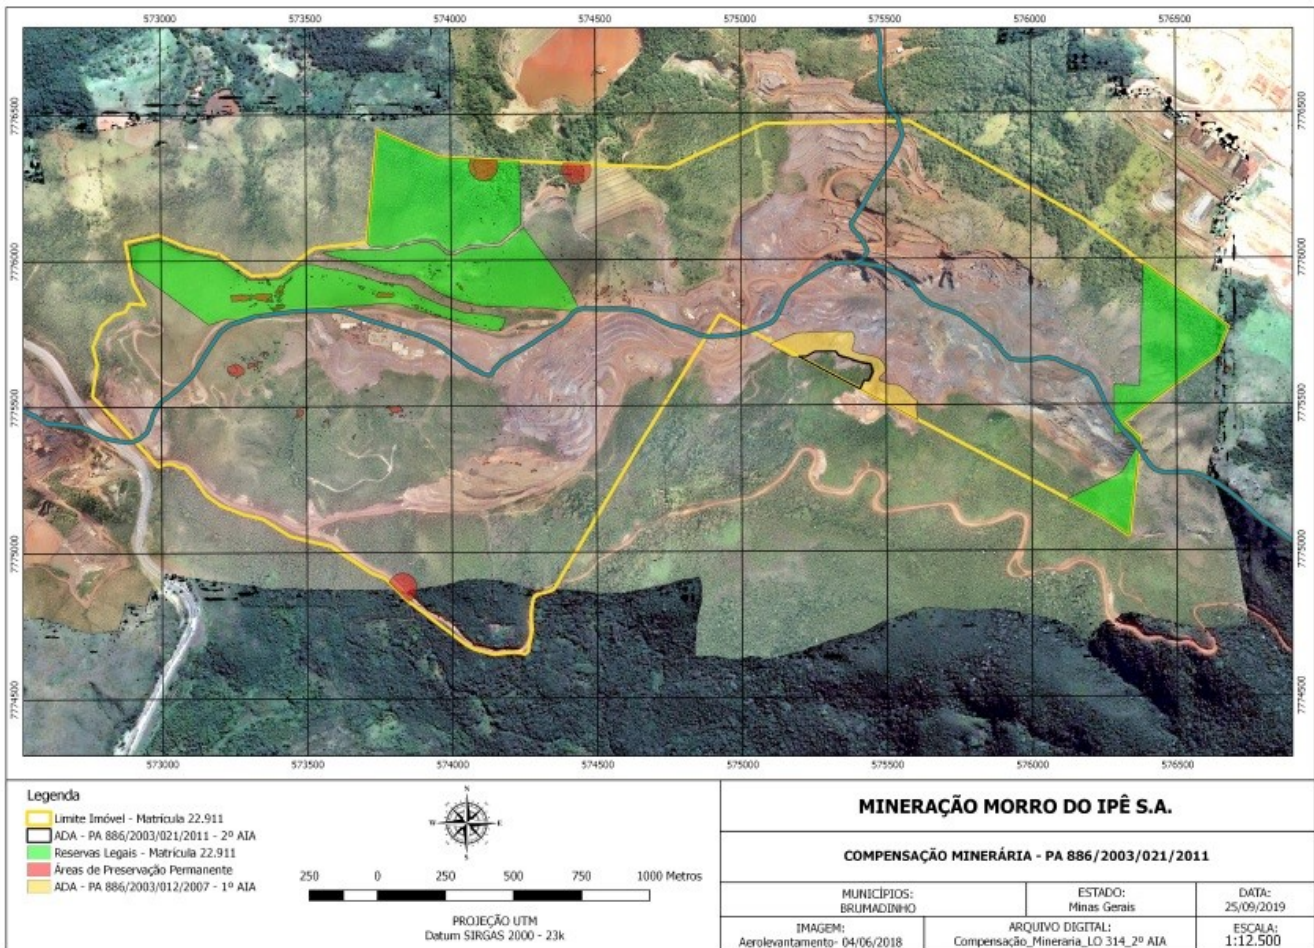 573000 573500 574000 574500 575000 575500 576000 576500
7776500 7776500
7776000 7776000
7775500 7775500
7775000 7775000
7774500 7774500
573000 573500 574000 574500 575000 575500 576000 576500
Legenda
Limite Imóvel - Matrícula 22.911
ADA - PA 886/2003/021/2011 - 2º AIA
Reservas Legais - Matrícula 22.911
Áreas de Preservação Permanente
ADA - PA 886/2003/012/2007 - 1º AIA
N
W E
S
250 0 250 500 750 1000 Metros
PROJEÇÃO UTM
Datum SIRGAS 2000 - 23k
MINERAÇÃO MORRO DO IPÊ S.A.
COMPENSAÇÃO MINERÁRIA - PA 886/2003/021/2011
MUNICÍPIOS:
BRUMADINHO
ESTADO:
Minas Gerais
DATA:
25/09/2019
IMAGEM:
Aerolevantamento- 04/06/2018
ARQUIVO DIGITAL:
Compensação_Mineraria_LO 314_2º AIA
ESCALA:
1:12.500